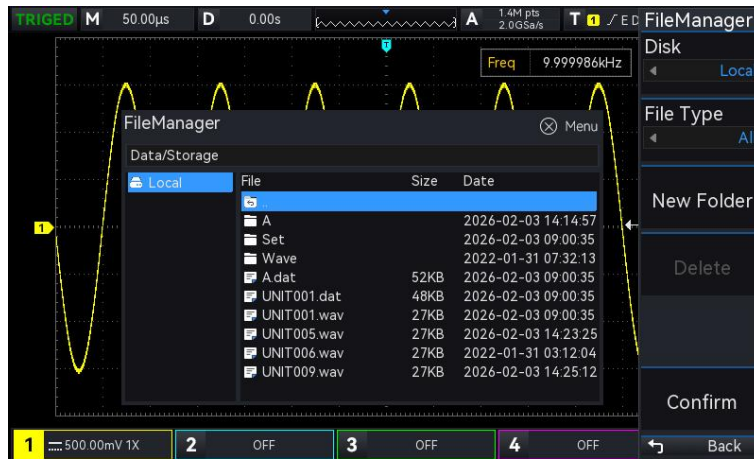 TRIGED M 50.00µs D 0.00s A 1.4M pts 2.0GSa/s T 1 E D
T
Freq 9.999986kHz
1
FileManager Menu
Data/Storage
Local
File Size Date
..
A 2026-02-03 14:14:57
Set 2026-02-03 09:00:35
Wave 2022-01-31 07:32:13
A.dat 52KB 2026-02-03 09:00:35
UNIT001.dat 48KB 2026-02-03 09:00:35
UNIT001.wav 27KB 2026-02-03 09:00:35
UNIT005.wav 27KB 2026-02-03 14:23:25
UNIT006.wav 27KB 2022-01-31 03:12:04
UNIT009.wav 27KB 2026-02-03 14:25:12
FileManager
Disk
Loca
File Type
Al
New Folder
Delete
Confirm
Back
1 500.00mV 1X 2 OFF 3 OFF 4 OFF